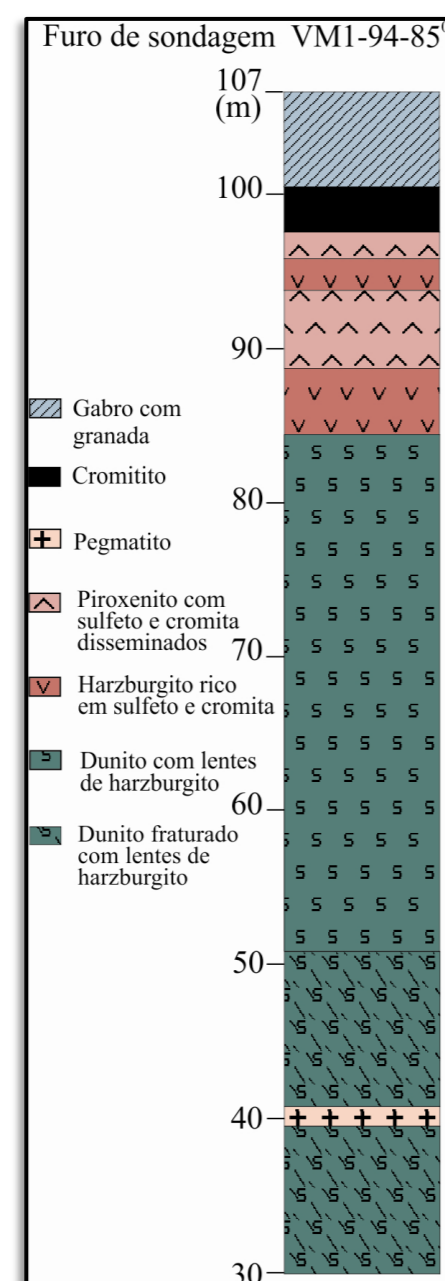 Furo de sondagem VM1-94-85°
107
(m)
100
90
Gabro com
granada
Cromitito
80
Pegmatito
Piroxenito com
sulfeto e cromita
disseminados
70
Harzburgito rico
em sulfeto e cromita
Dunito com lentes
de harzburgito
60
Dunito fraturado
com lentes de
harzburgito
50
40
30